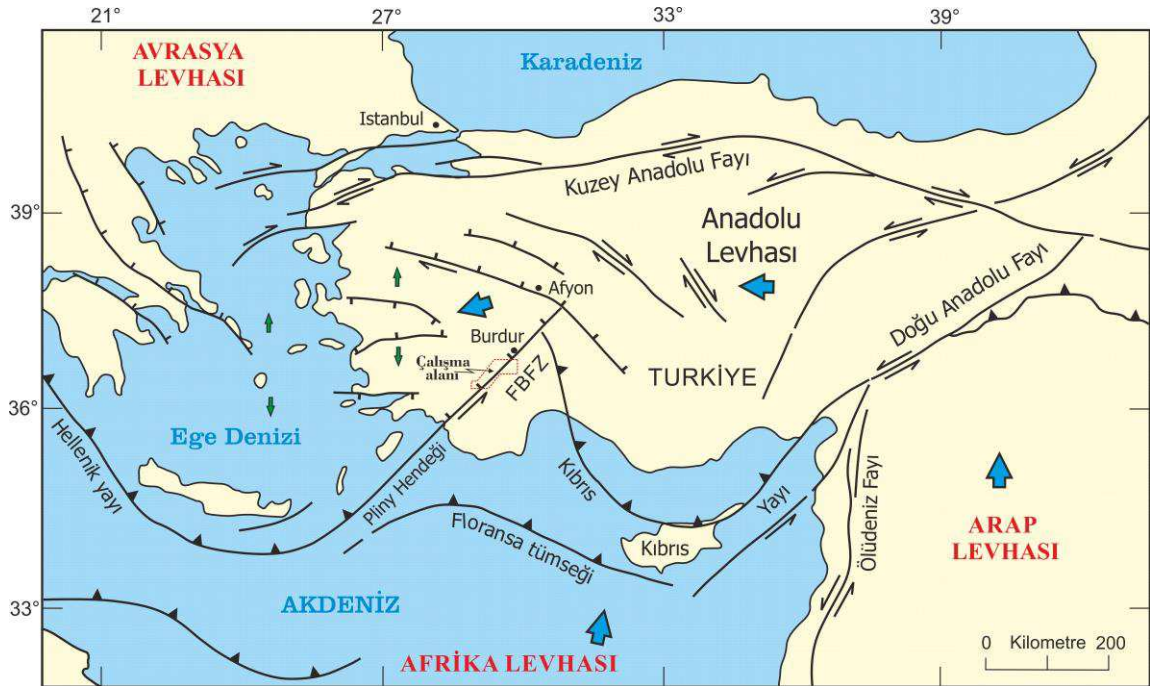 21°
27°
33°
39°
AVRASYA
LEVHASI
Karadeniz
Istanbul
Kuzey Anadolu Fayı
39°
Anadolu
Levhası
Afyon
Doğu Anadolu Fayı
Burdur
Çalışma
alanı
FBFZ
TURKİYE
36°
Ege Denizi
Hellenik yayı
Pliny Hendeği
Kıbrıs
Yayı
Floransa tümseği
Kıbrıs
Ölüdeniz Fayı
ARAP
LEVHASI
33°
AKDENİZ
AFRİKA LEVHASI
0 Kilometre 200